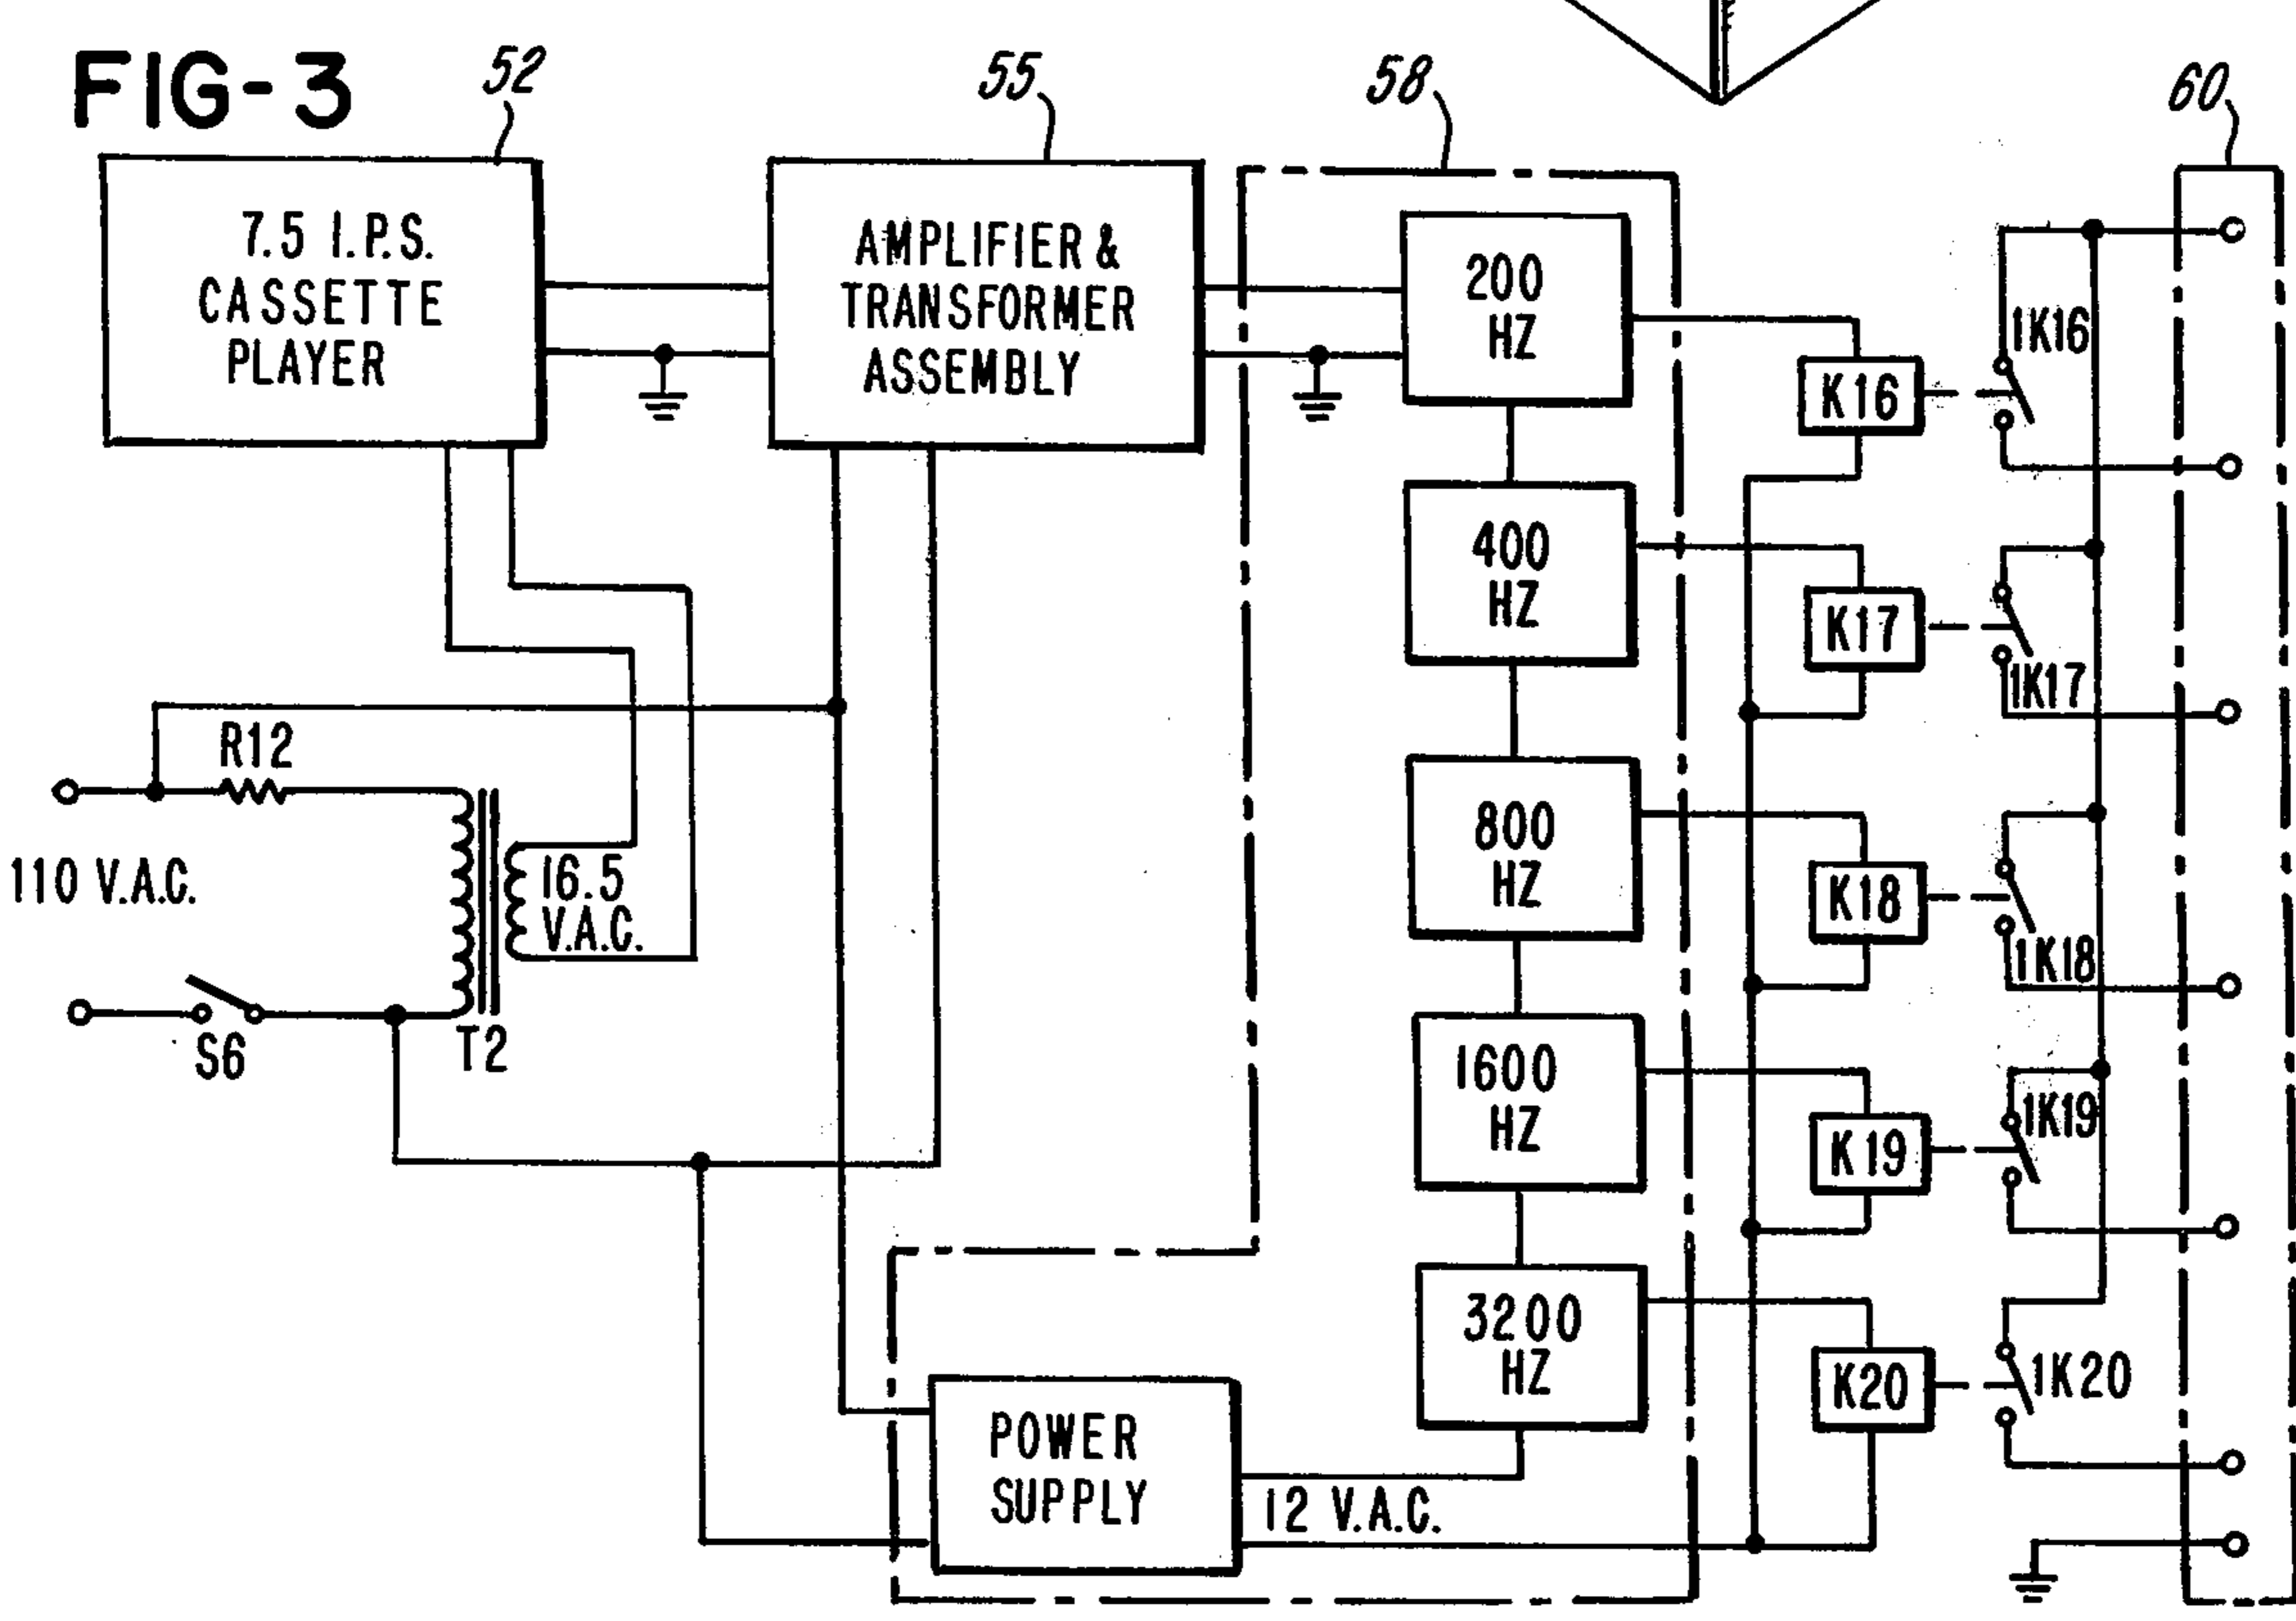 FIG-3
52
55
58
60
7.5 I.P.S.
CASSETTE
PLAYER
AMPLIFIER &
TRANSFORMER
ASSEMBLY
200
HZ
K16
1K16
400
HZ
K17
1K17
R12
110 V.A.C.
16.5
V.A.C.
S6
T2
800
HZ
K18
1K18
1600
HZ
K19
1K19
3200
HZ
K20
1K20
POWER
SUPPLY
12 V.A.C.